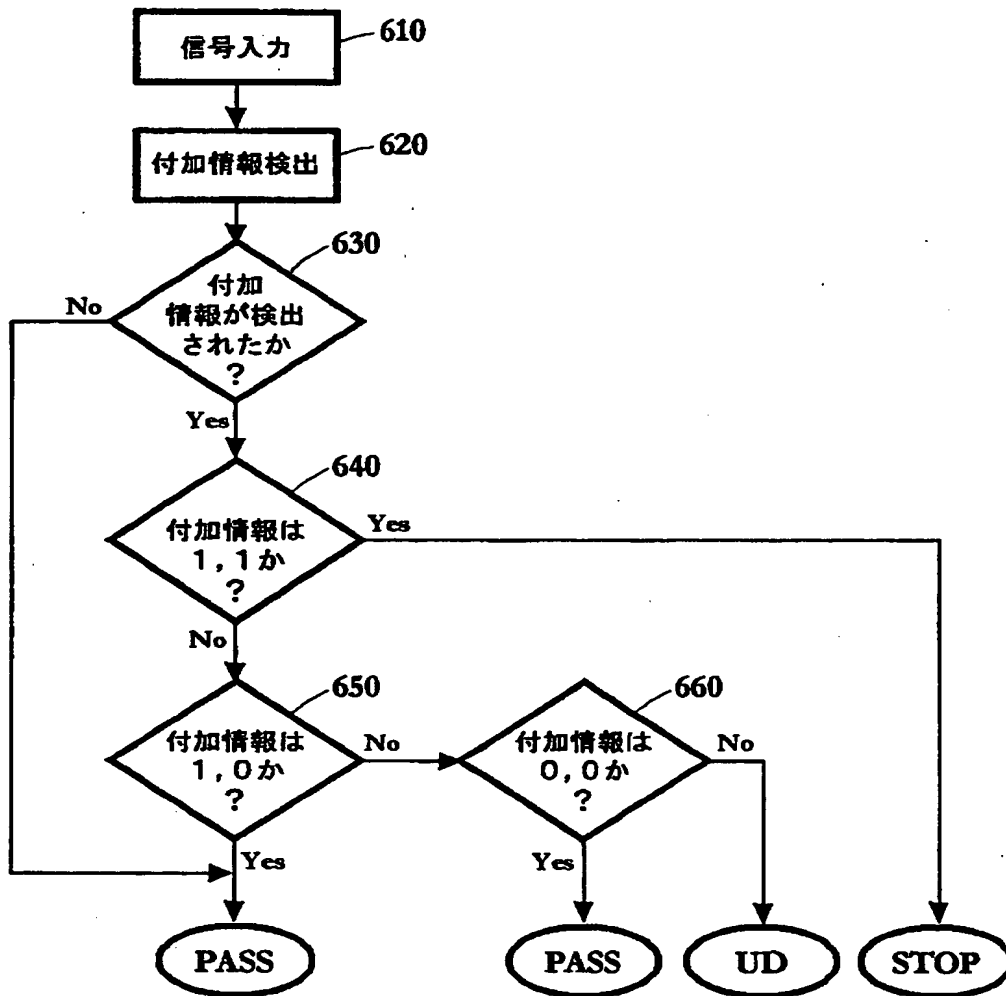 信号入力
610
付加情報検出
620
630
付加
情報が検出
されたか
?
No
Yes
640
付加情報は
1,1か
?
Yes
No
650
付加情報は
1,0か
?
No
660
付加情報は
0,0か
?
No
Yes
Yes
PASS
PASS
UD
STOP